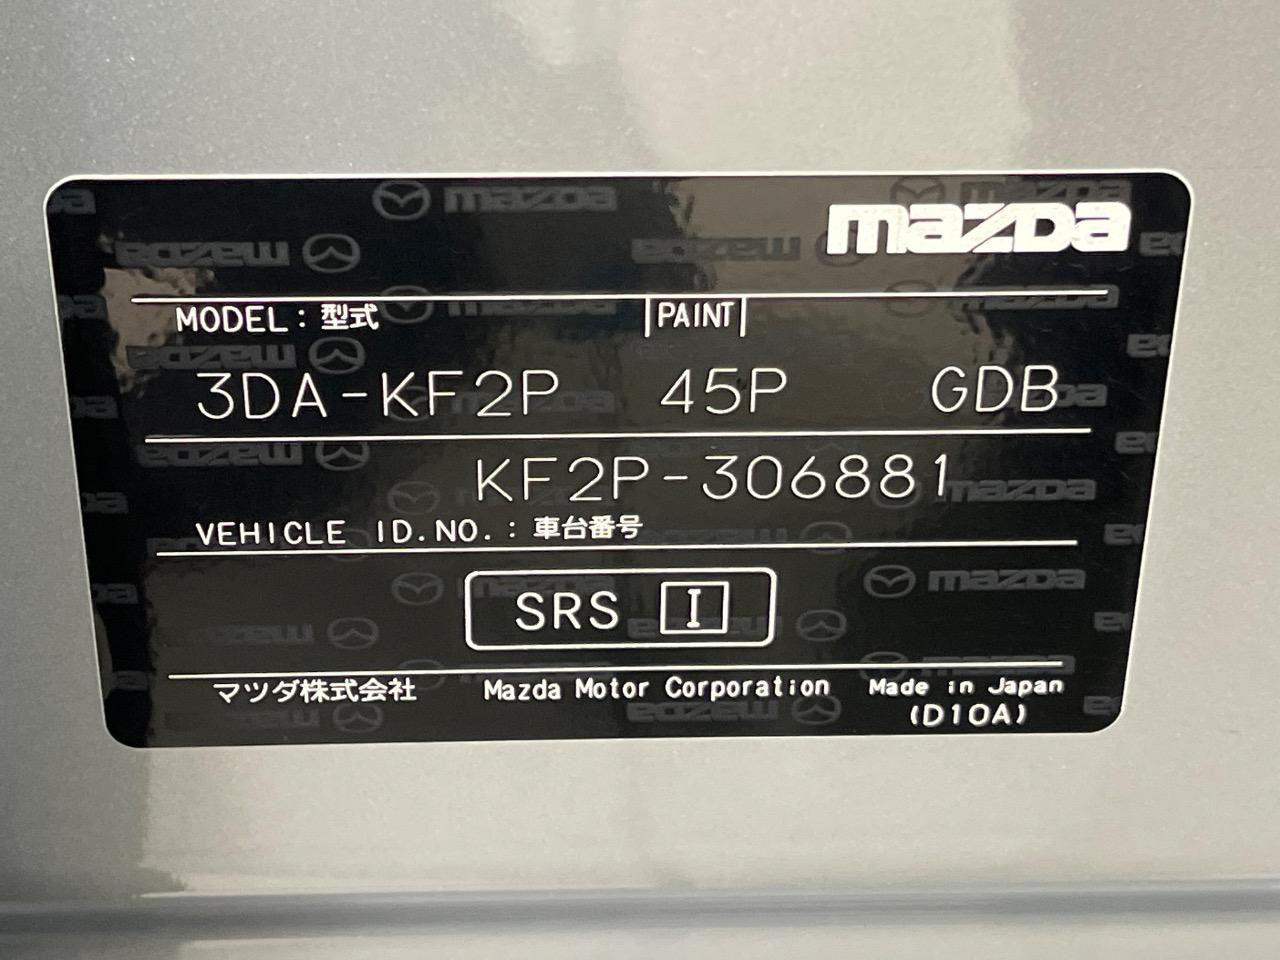 mazda
MODEL : 型式 PAINT
3DA-KF2P 45P GDB
KF2P-306881
VEHICLE ID.NO. : 車台番号
SRS I
マツダ株式会社 Mazda Motor Corporation Made in Japan
(D10A)